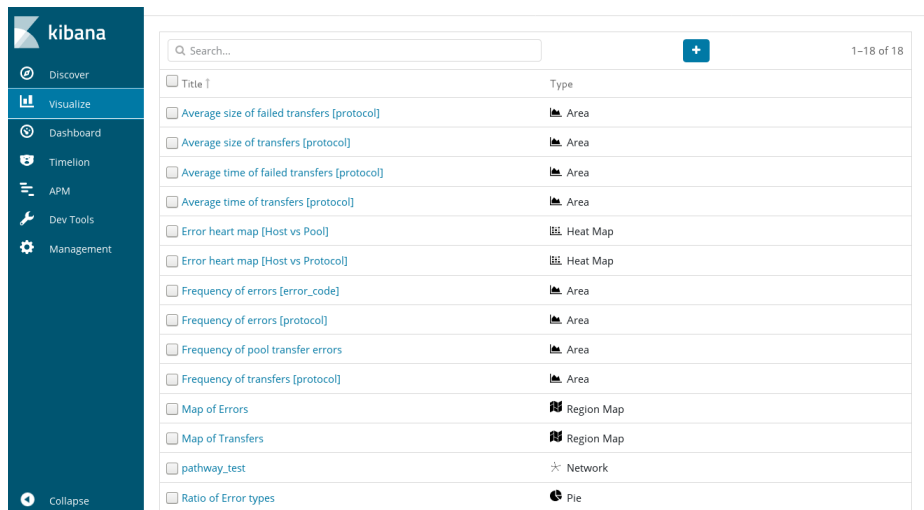 kibana
Discover
Visualize
Dashboard
Timelion
APM
Dev Tools
Management
Collapse
Search... + 1–18 of 18
Title Type
Average size of failed transfers [protocol] Area
Average size of transfers [protocol] Area
Average time of failed transfers [protocol] Area
Average time of transfers [protocol] Area
Error heart map [Host vs Pool] Heat Map
Error heart map [Host vs Protocol] Heat Map
Frequency of errors [error_code] Area
Frequency of errors [protocol] Area
Frequency of pool transfer errors Area
Frequency of transfers [protocol] Area
Map of Errors Region Map
Map of Transfers Region Map
pathway_test Network
Ratio of Error types Pie